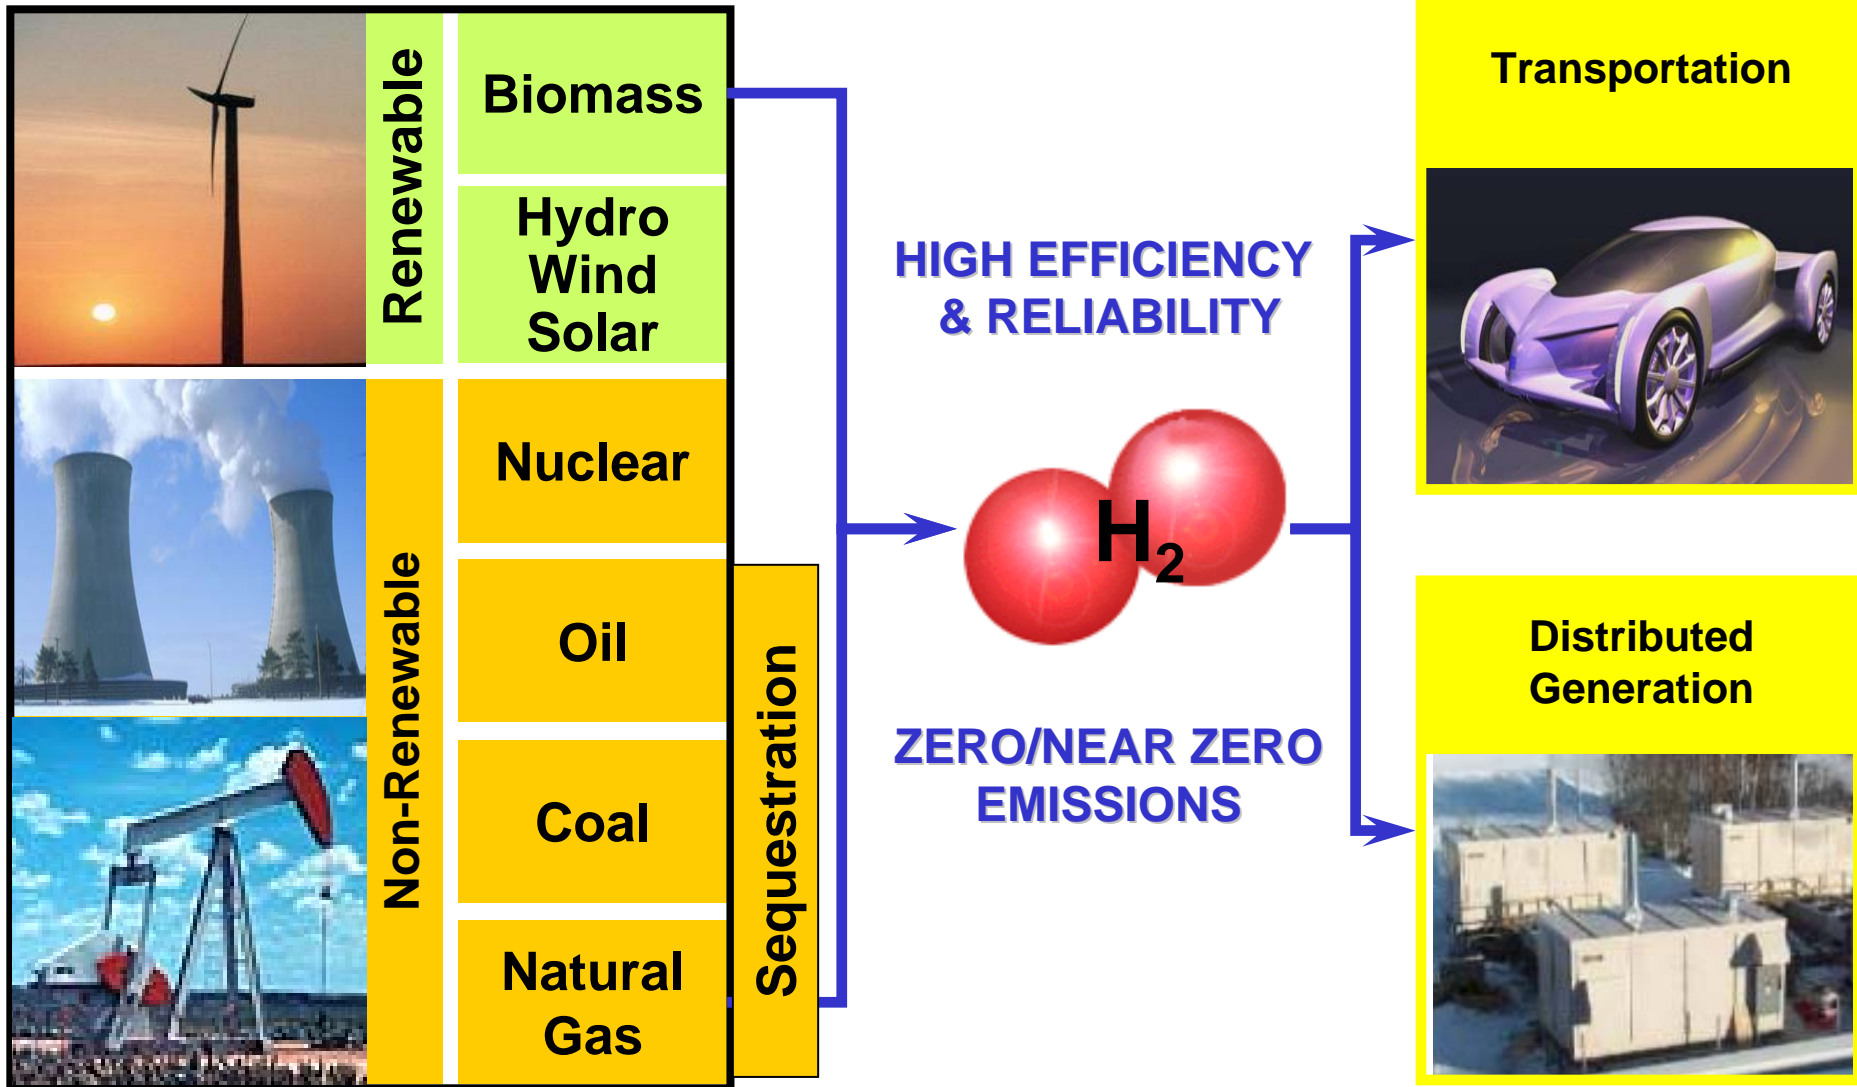 Renewable
Biomass
Hydro
Wind
Solar
Non-Renewable
Nuclear
Oil
Coal
Natural
Gas
Sequestration
HIGH EFFICIENCY
& RELIABILITY
H₂
ZERO/NEAR ZERO
EMISSIONS
Transportation
Distributed
Generation